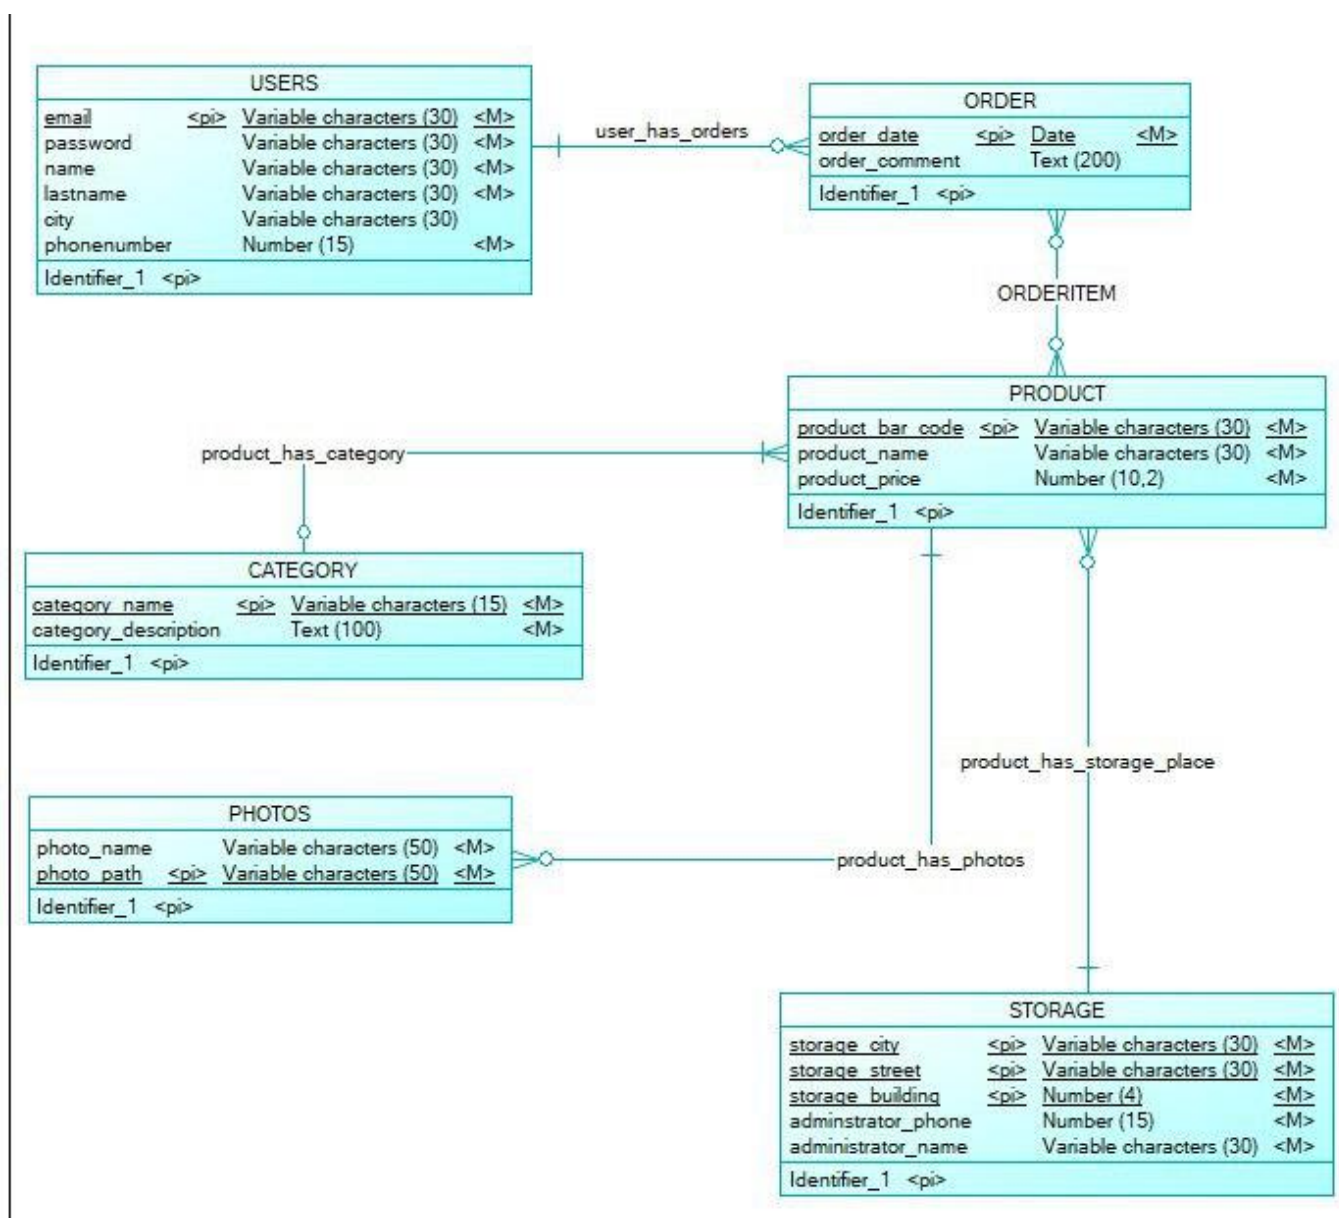 USERS
email <pi> Variable characters (30) <M>
password Variable characters (30) <M>
name Variable characters (30) <M>
lastname Variable characters (30) <M>
city Variable characters (30)
phonenumber Number (15) <M>
Identifier_1 <pi>
user_has_orders
ORDER
order_date <pi> Date <M>
order_comment Text (200)
Identifier_1 <pi>
ORDERITEM
PRODUCT
product_bar_code <pi> Variable characters (30) <M>
product_name Variable characters (30) <M>
product_price Number (10,2) <M>
Identifier_1 <pi>
product_has_category
CATEGORY
category_name <pi> Variable characters (15) <M>
category_description Text (100) <M>
Identifier_1 <pi>
product_has_storage_place
PHOTOS
photo_name Variable characters (50) <M>
photo_path <pi> Variable characters (50) <M>
Identifier_1 <pi>
product_has_photos
STORAGE
storage_city <pi> Variable characters (30) <M>
storage_street <pi> Variable characters (30) <M>
storage_building <pi> Number (4) <M>
adminstrator_phone Number (15) <M>
administrator_name Variable characters (30) <M>
Identifier_1 <pi>